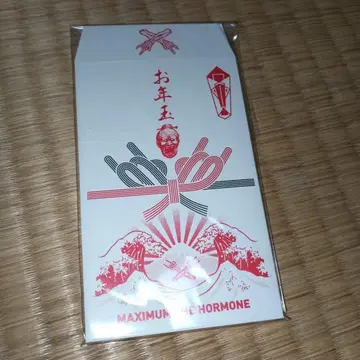 お年玉
MAXIMUM THE HORMONE